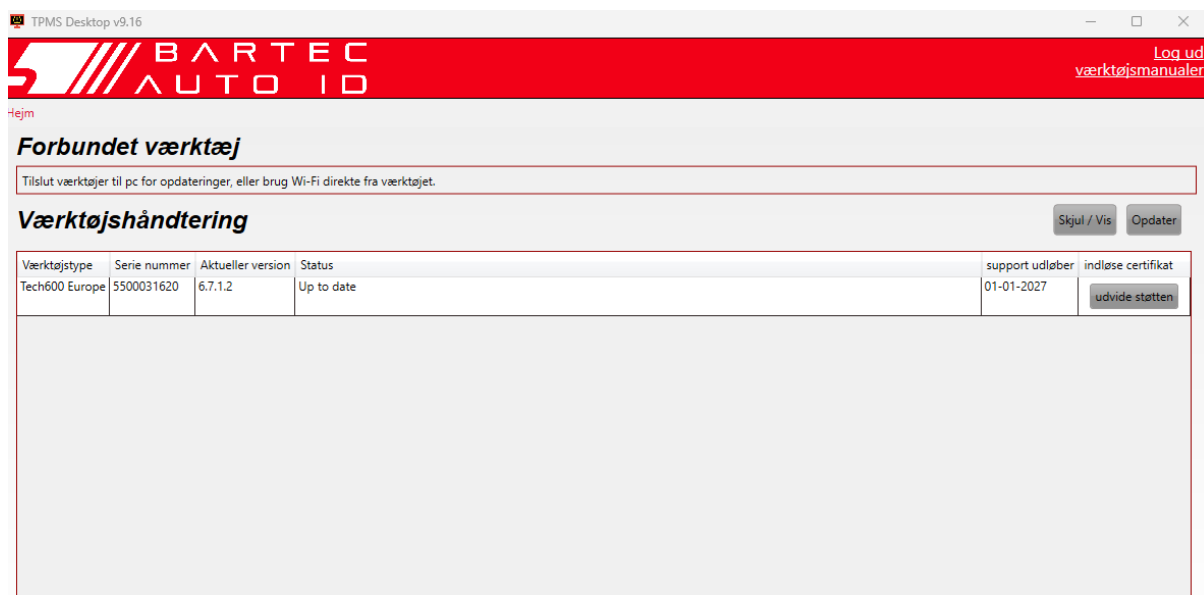 TPMS Desktop v9.16
BARTEC
AUTO ID
Log ud
værktøjsmanualer
Hejm
Forbundet værktæj
Tilslut værktøjer til pc for opdateringer, eller brug Wi-Fi direkte fra værktøjet.
Værktøjshåndtering
Skjul / Vis Opdater
Værktøjstype Serie nummer Aktueller version Status support udløber indløse certifikat
Tech600 Europe 5500031620 6.7.1.2 Up to date 01-01-2027
udvide støtten